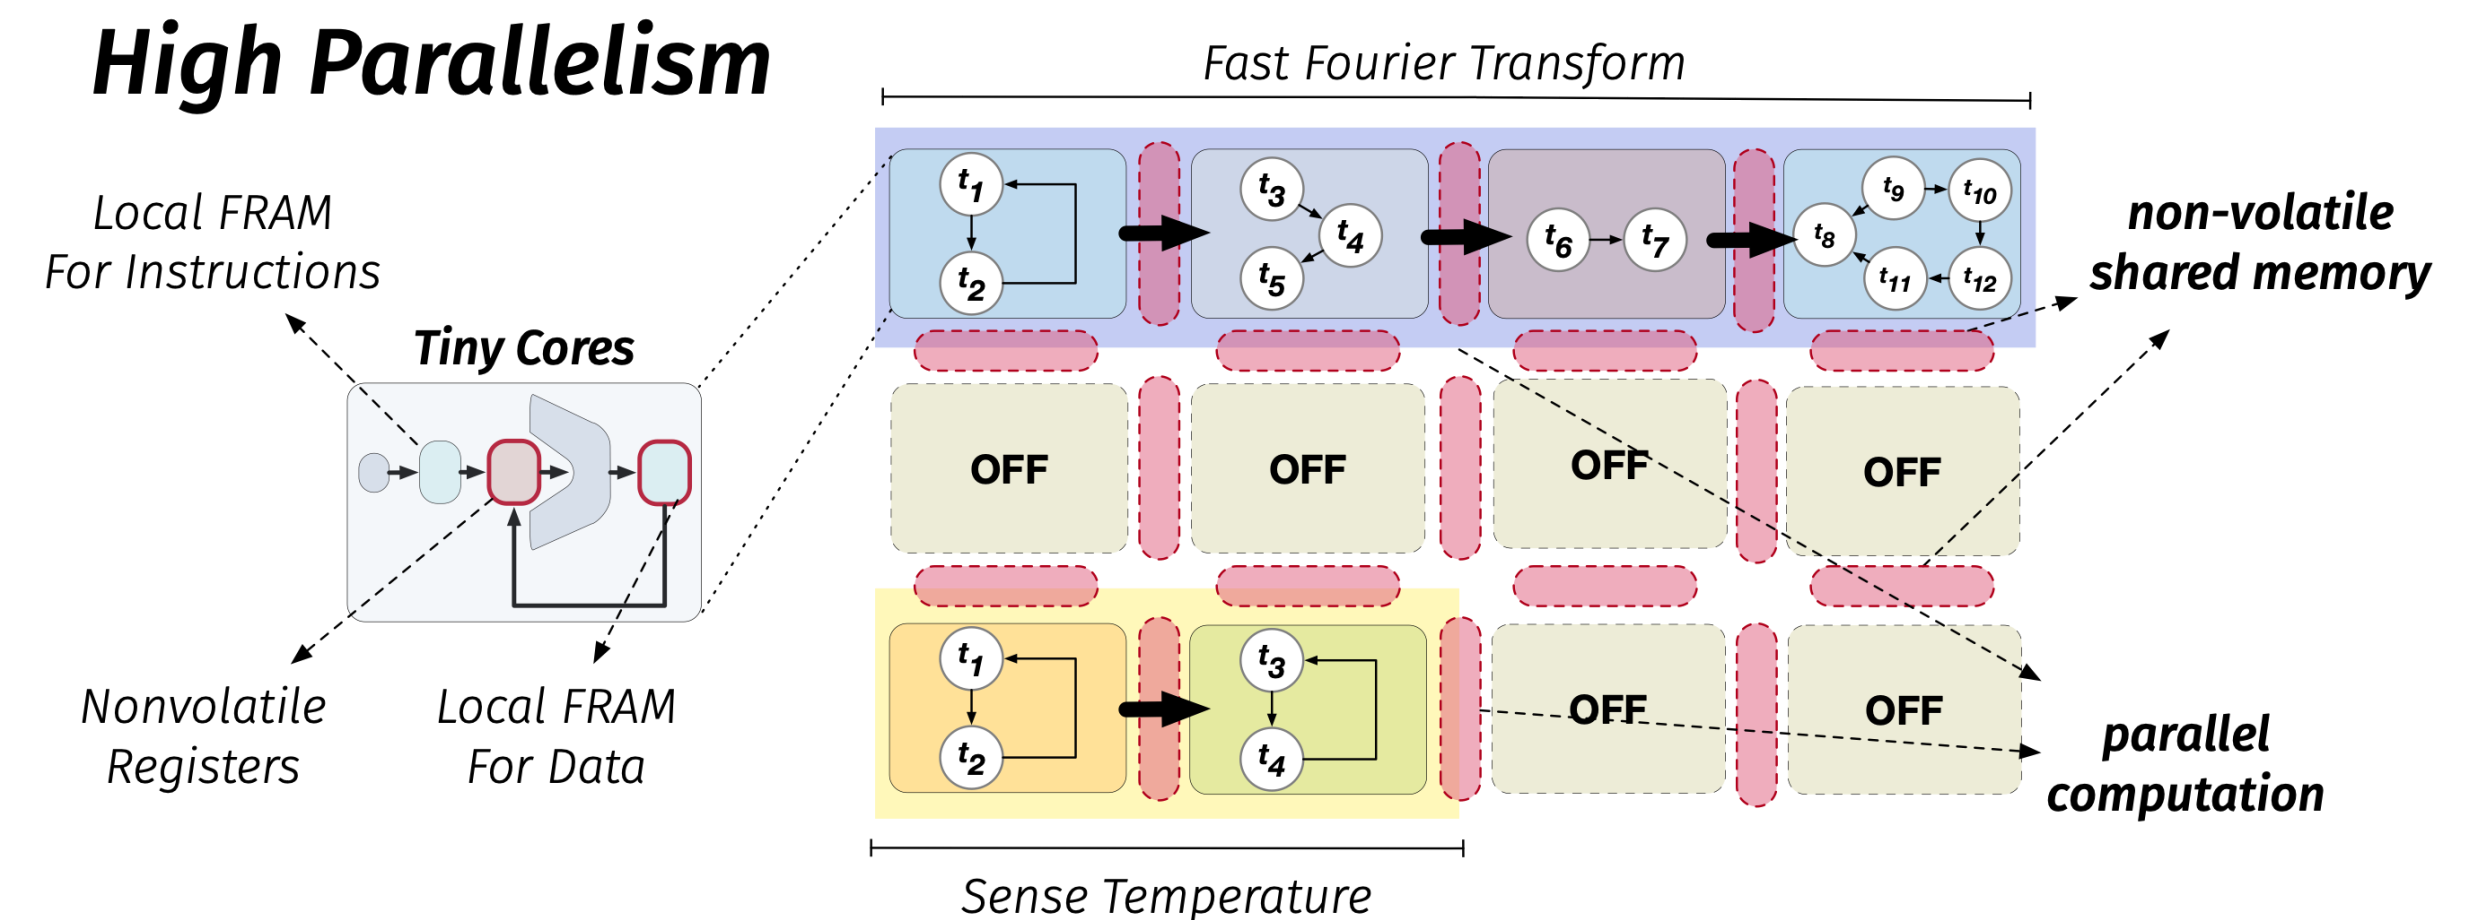 High Parallelism
Fast Fourier Transform
Local FRAM
For Instructions
Tiny Cores
Nonvolatile
Registers
Local FRAM
For Data
t1
t2
t3
t4
t5
t6
t7
t8
t9
t10
t11
t12
non-volatile
shared memory
OFF
OFF
OFF
OFF
t1
t2
t3
t4
OFF
OFF
parallel
computation
Sense Temperature